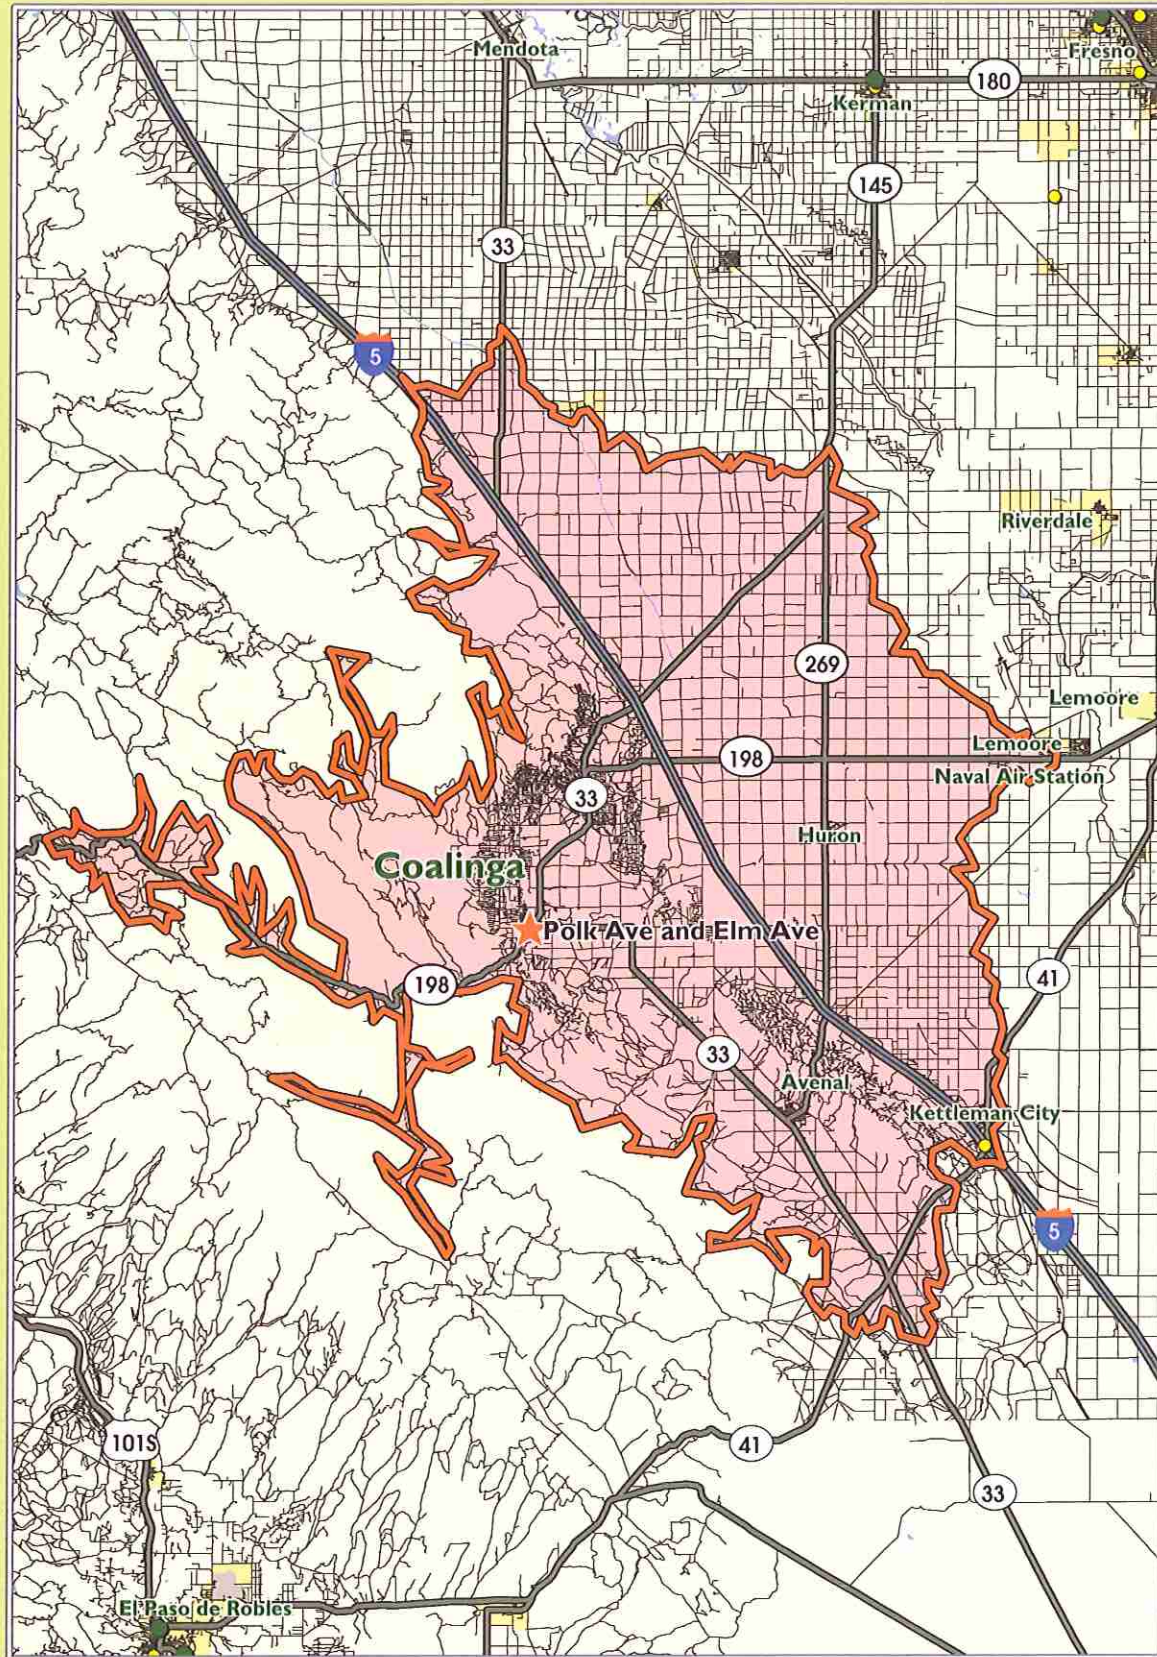 Mendota
Fresno
180
Kerman
145
33
5
Riverdale
269
Lemoore
Lemoore
Naval Air Station
198
33
Huron
Coalinga
Polk Ave and Elm Ave
198
41
33
Avenal
Kettleman City
5
101S
41
33
El Paso de Robles